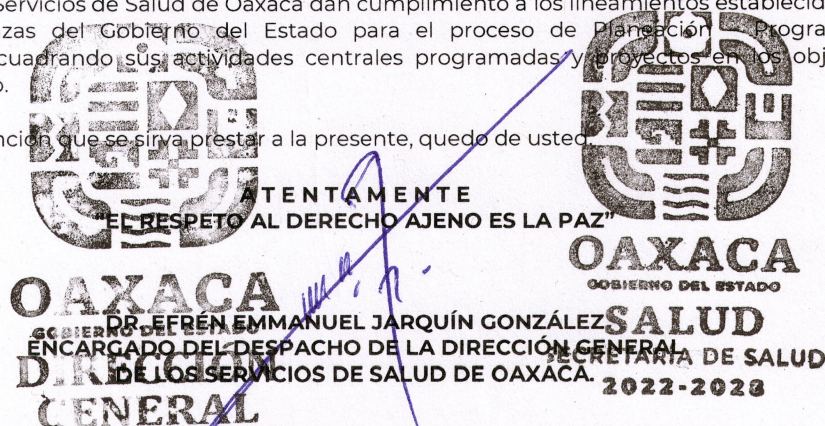 Servicios de Salud de Oaxaca dan cumplimiento a los lineamientos establecid
zas del Gobierno del Estado para el proceso de Planeación Progra
cuadrando sus actividades centrales programadas y proyectos en los obj
o.
nción que se sirva prestar a la presente, quedo de usted.
ATENTAMENTE
“EL RESPETO AL DERECHO AJENO ES LA PAZ”
DR. EFRÉN EMMANUEL JARQUÍN GONZÁLEZ
ENCARGADO DEL DESPACHO DE LA DIRECCIÓN GENERAL
DE LOS SERVICIOS DE SALUD DE OAXACA.
OAXACA
GOBIERNO DEL ESTADO
DIRECCIÓN
GENERAL
OAXACA
GOBIERNO DEL ESTADO
SALUD
SECRETARÍA DE SALUD
2022-2028